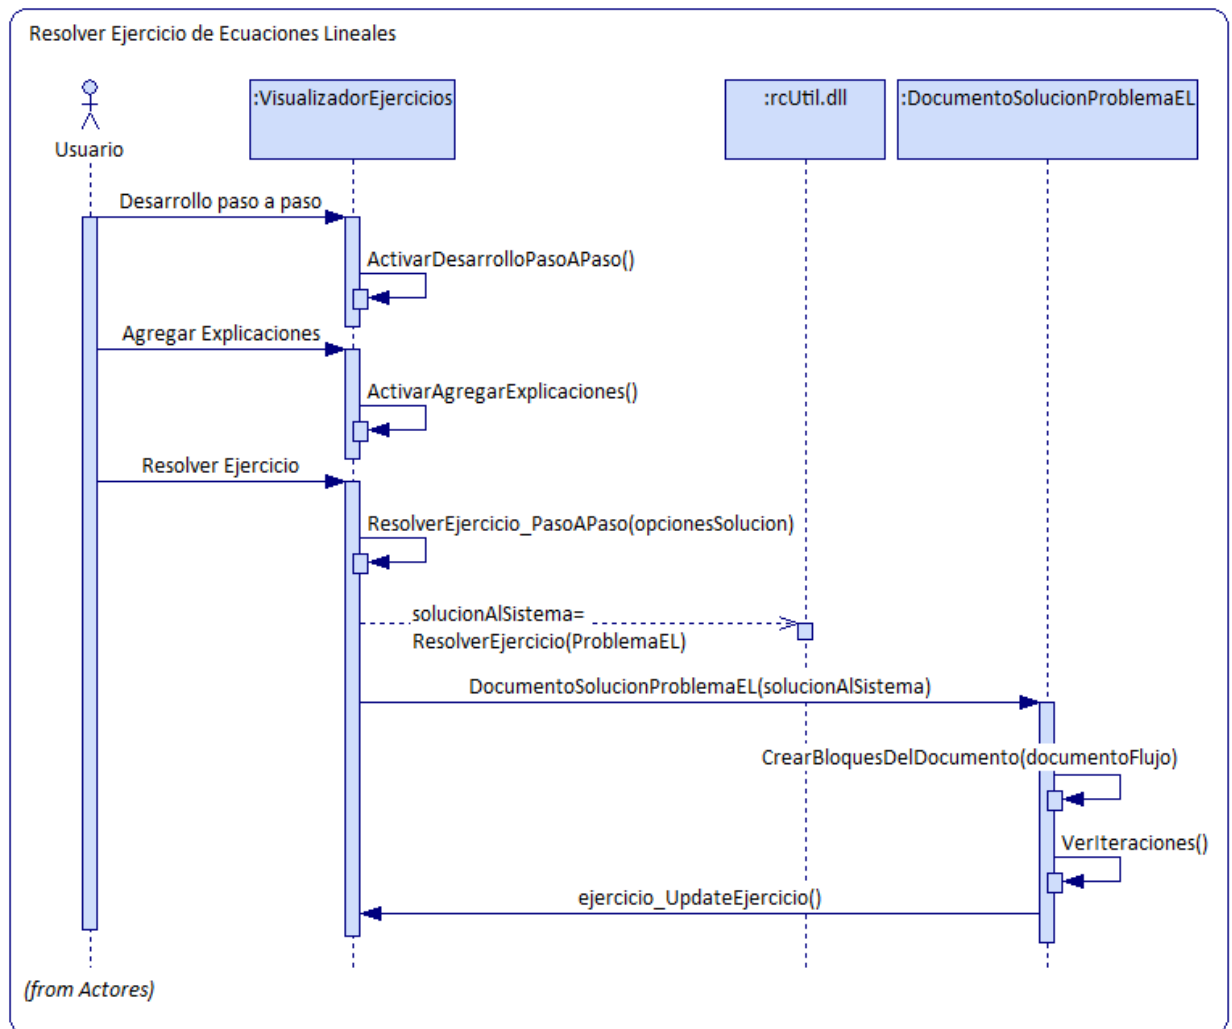 Resolver Ejercicio de Ecuaciones Lineales
:VisualizadorEjercicios
:rcUtil.dll
:DocumentoSolucionProblemaEL
Usuario
Desarrollo paso a paso
ActivarDesarrolloPasoAPaso()
Agregar Explicaciones
ActivarAgregarExplicaciones()
Resolver Ejercicio
ResolverEjercicio_PasoAPaso(opcionesSolucion)
solucionAlSistema=
ResolverEjercicio(ProblemaEL)
DocumentoSolucionProblemaEL(solucionAlSistema)
CrearBloquesDelDocumento(documentoFlujo)
VerIteraciones()
ejercicio_UpdateEjercicio()
(from Actores)